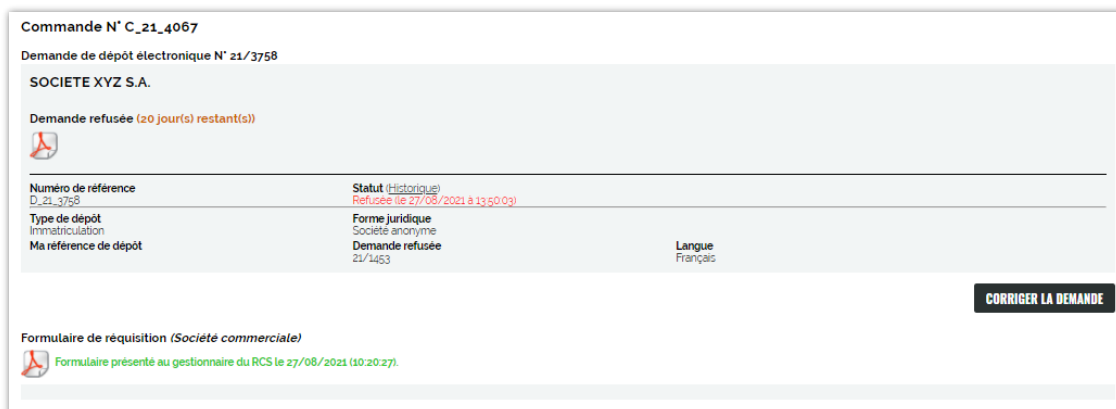 Commande N° C_21_4067
Demande de dépôt électronique N° 21/3758
SOCIETE XYZ S.A.
Demande refusée (20 jour(s) restant(s))
Numéro de référence Statut (Historique)
D_21_3758 Refusée (le 27/08/2021 à 13:50:03)
Type de dépôt Forme juridique
Immatriculation Société anonyme
Ma référence de dépôt Demande refusée Langue
21/1453 Français
CORRIGER LA DEMANDE
Formulaire de réquisition (Société commerciale)
Formulaire présenté au gestionnaire du RCS le 27/08/2021 (10:20:27).